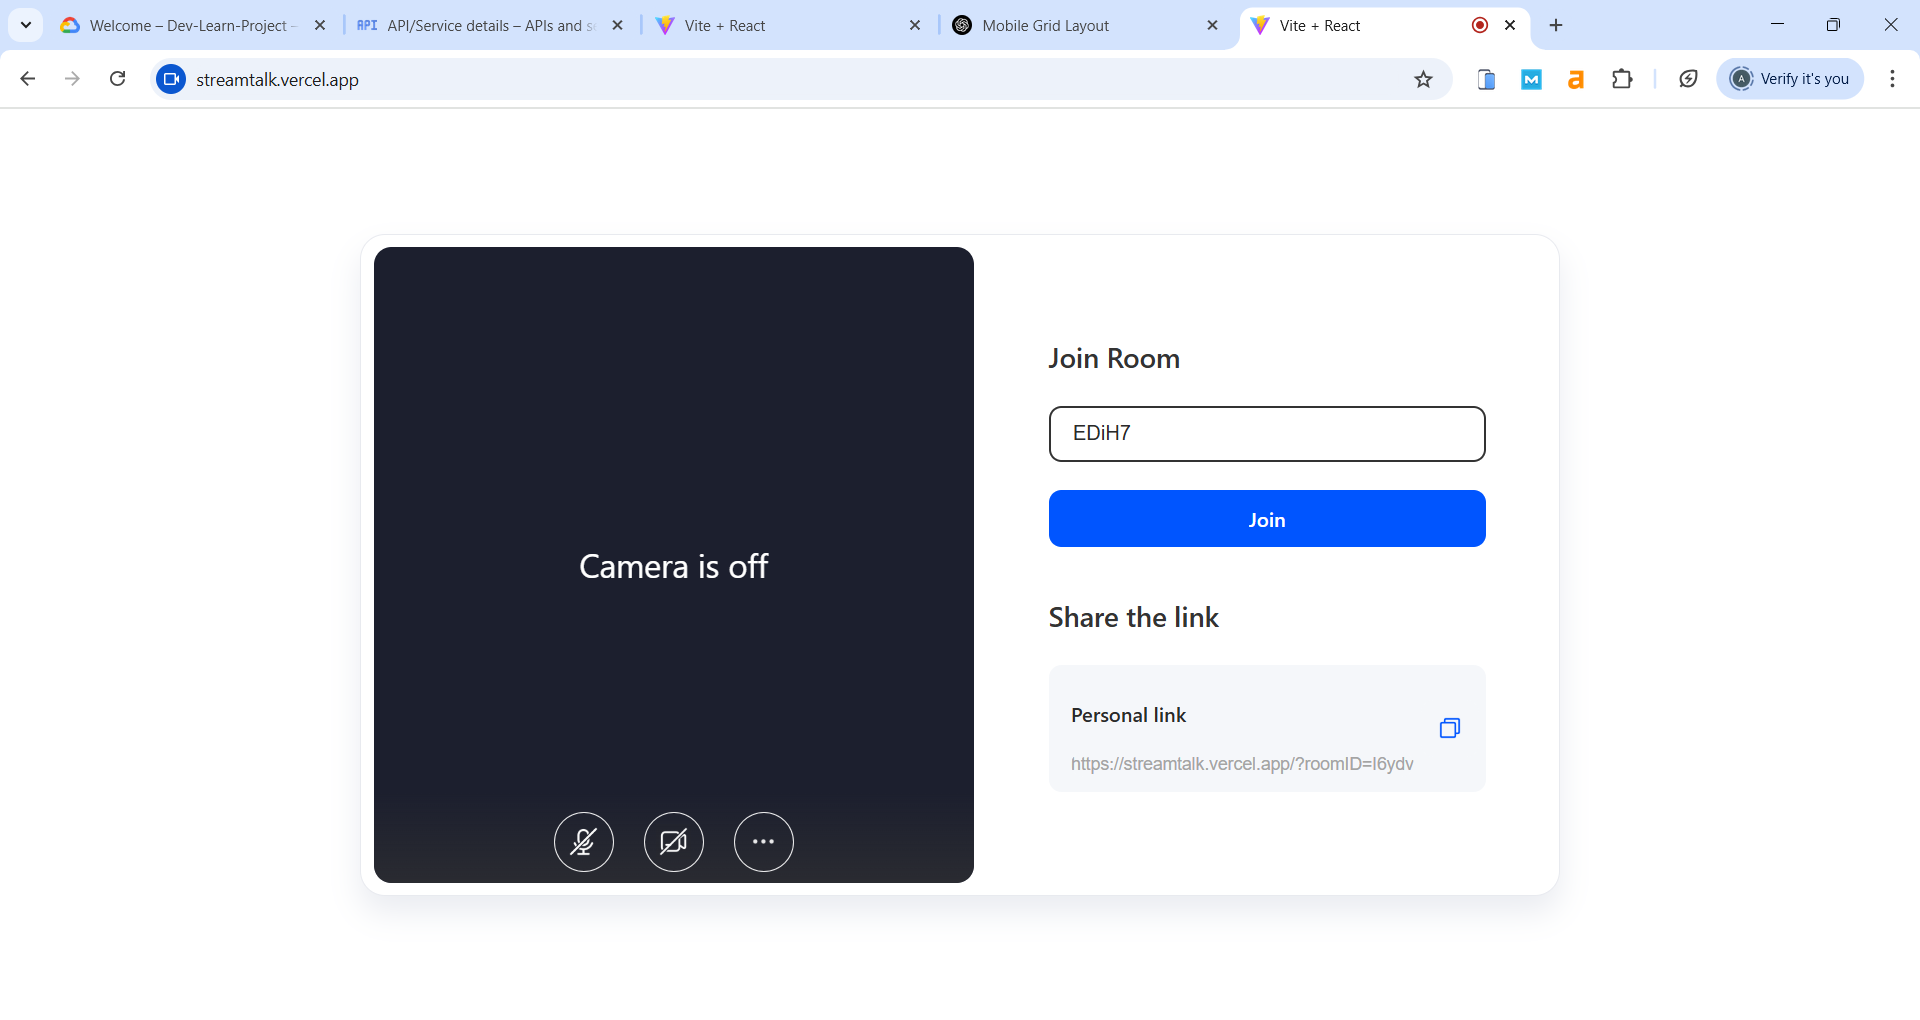 Welcome – Dev-Learn-Project –
API API/Service details – APIs and se
Vite + React
Mobile Grid Layout
Vite + React
streamtalk.vercel.app
M
a
A Verify it's you
Join Room
EDiH7
Join
Camera is off
Share the link
Personal link
https://streamtalk.vercel.app/?roomID=I6ydv